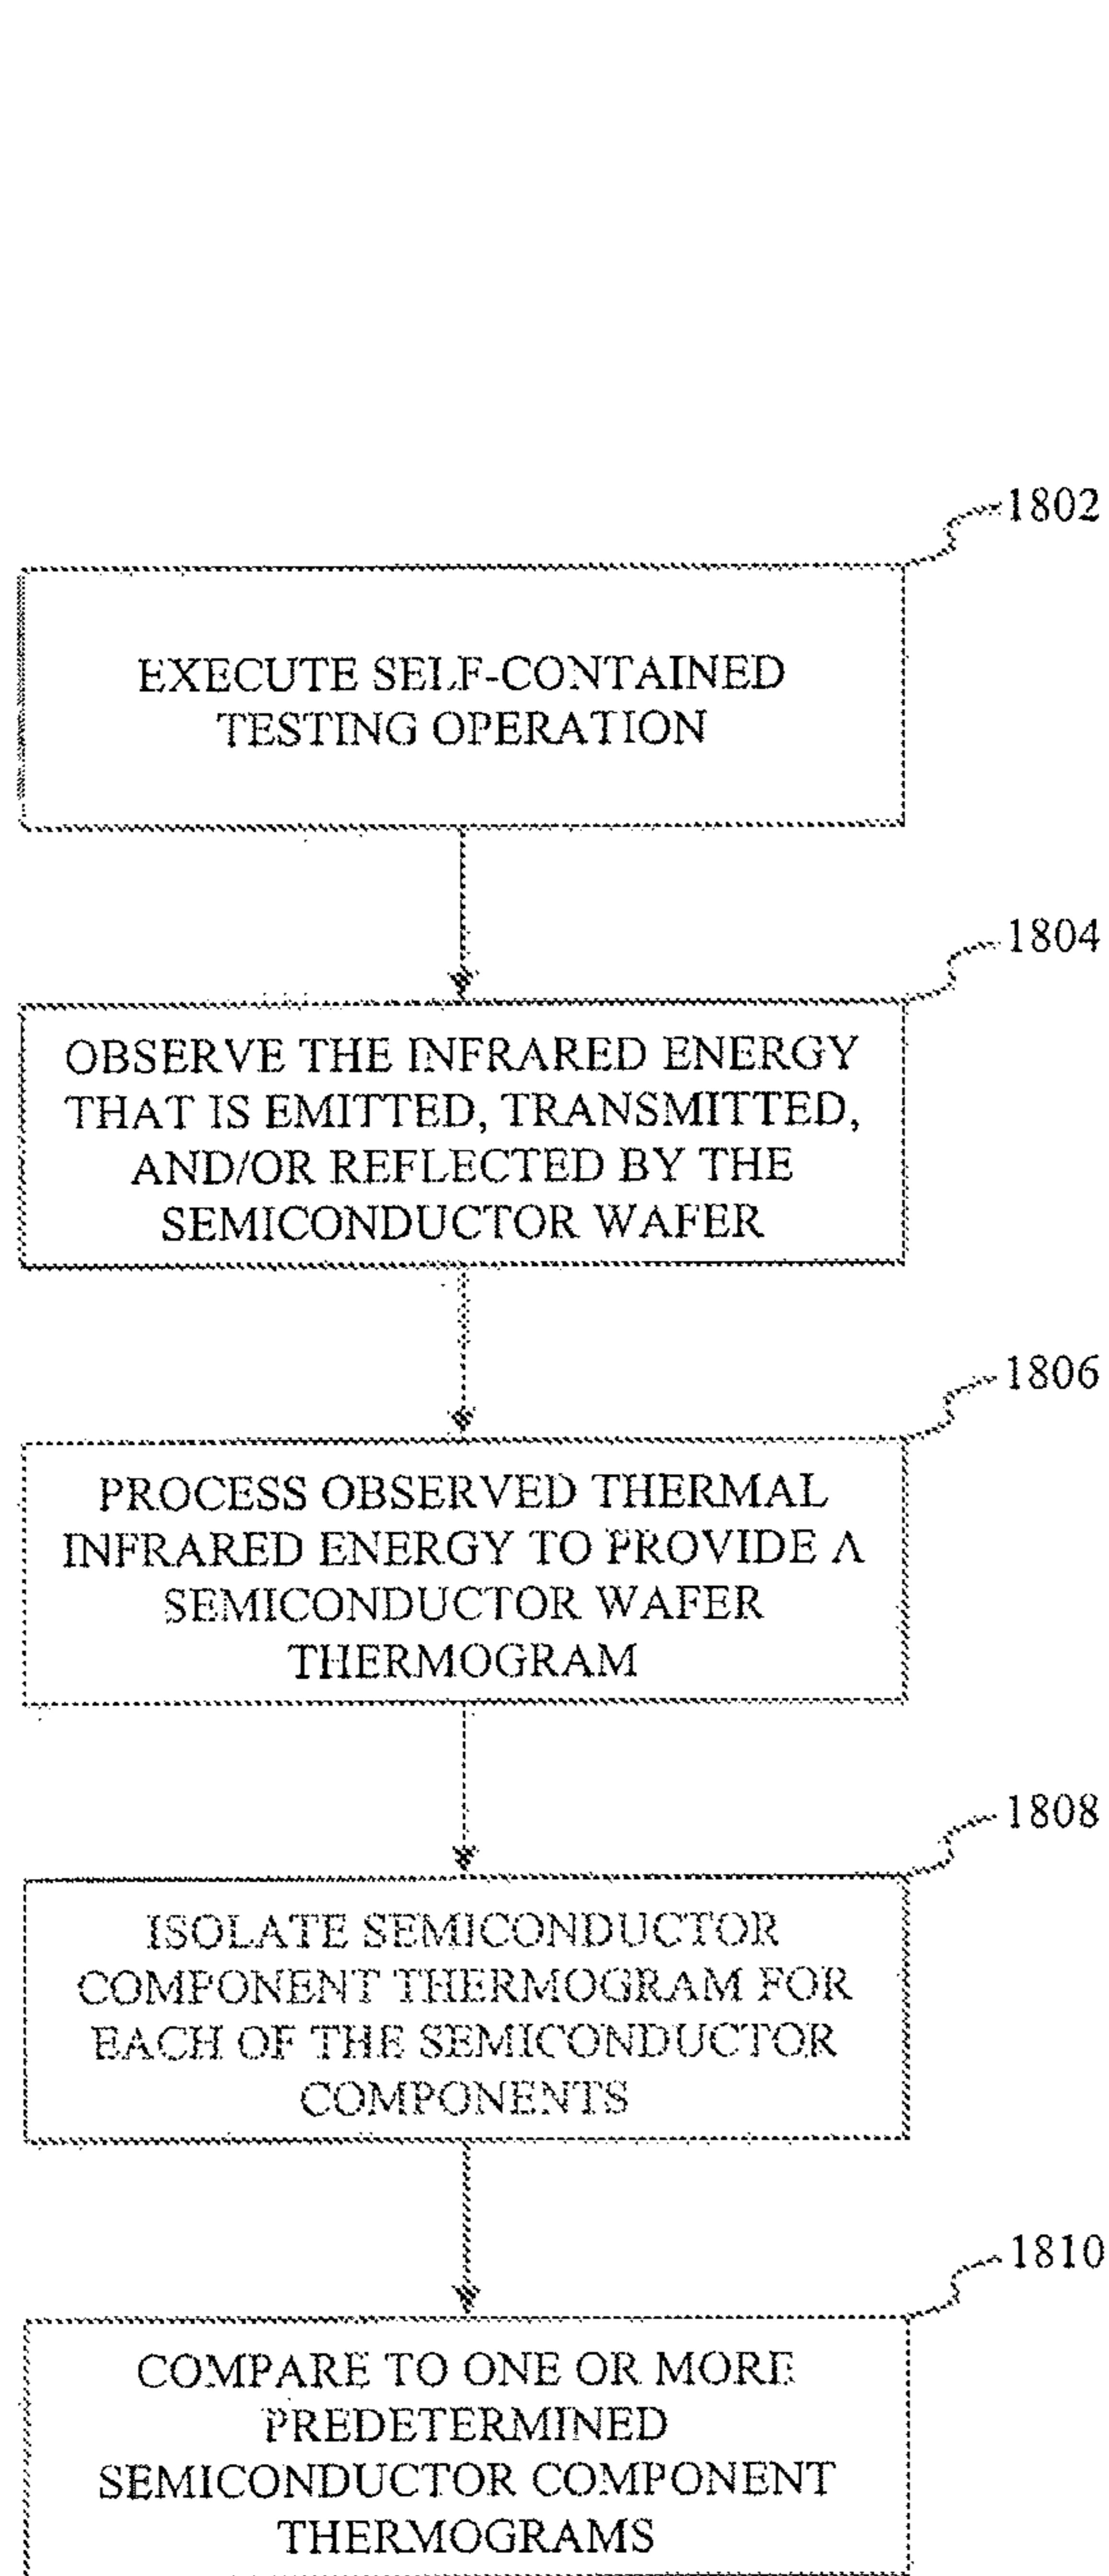 1802
EXECUTE SELF-CONTAINED
TESTING OPERATION
1804
OBSERVE THE INFRARED ENERGY
THAT IS EMITTED, TRANSMITTED,
AND/OR REFLECTED BY THE
SEMICONDUCTOR WAFER
1806
PROCESS OBSERVED THERMAL
INFRARED ENERGY TO PROVIDE A
SEMICONDUCTOR WAFER
THERMOGRAM
1808
ISOLATE SEMICONDUCTOR
COMPONENT THERMOGRAM FOR
EACH OF THE SEMICONDUCTOR
COMPONENTS
1810
COMPARE TO ONE OR MORE
PREDETERMINED
SEMICONDUCTOR COMPONENT
THERMOGRAMS